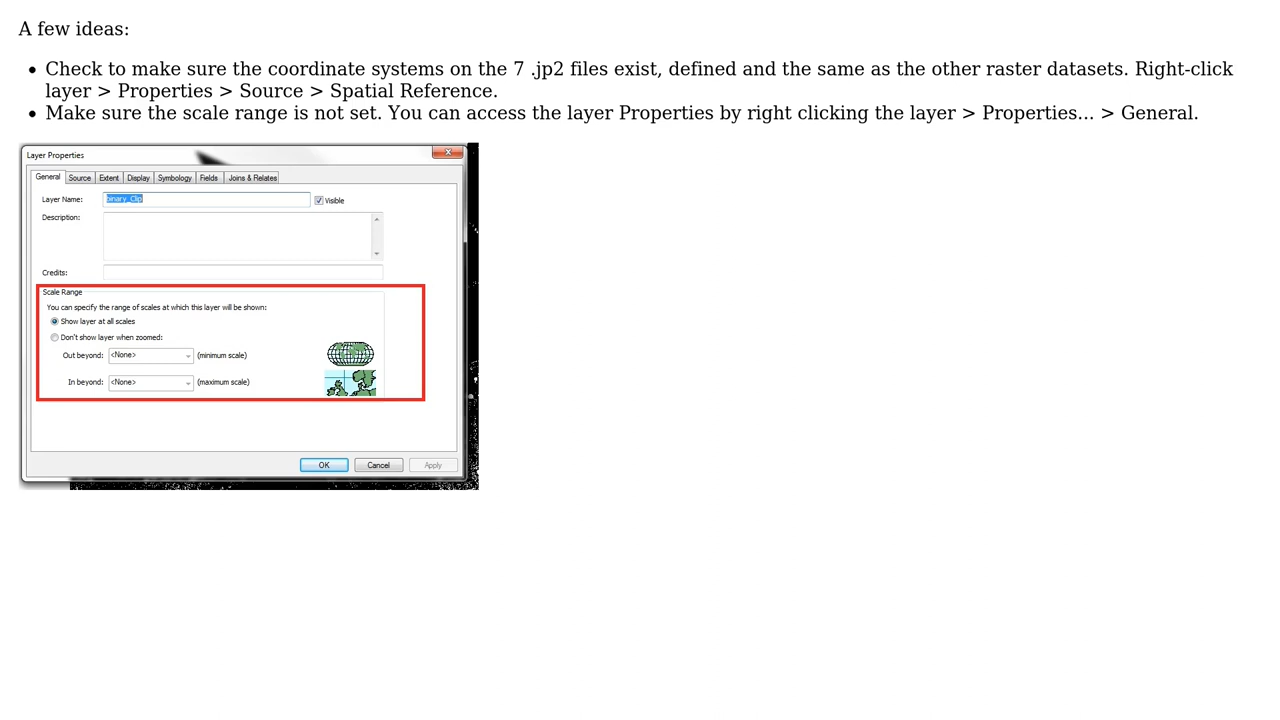 A few ideas:
• Check to make sure the coordinate systems on the 7 .jp2 files exist, defined and the same as the other raster datasets. Right-click
layer > Properties > Source > Spatial Reference.
• Make sure the scale range is not set. You can access the layer Properties by right clicking the layer > Properties... > General.
Layer Properties
General Source Extent Display Symbology Fields Joins & Relates
Layer Name: binary_Clip Visible
Description:
Credits:
Scale Range
You can specify the range of scales at which this layer will be shown:
Show layer at all scales
Don't show layer when zoomed:
Out beyond: <None> (minimum scale)
In beyond: <None> (maximum scale)
OK Cancel Apply